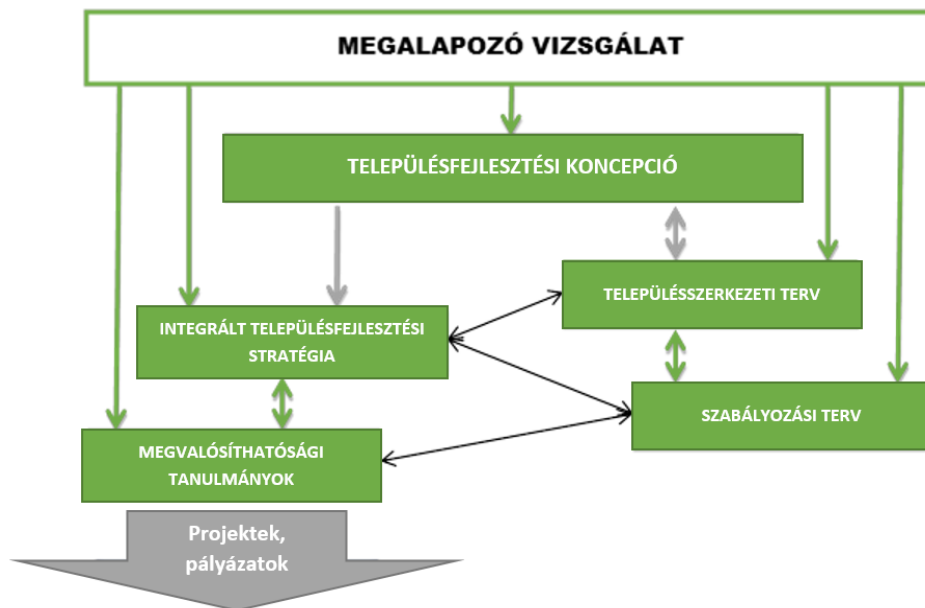 MEGALAPOZÓ VIZSGÁLAT
TELEPÜLÉSFEJLESZTÉSI KONCEPCIÓ
TELEPÜLÉSSZERKEZETI TERV
INTEGRÁLT TELEPÜLÉSFEJLESZTÉSI
STRATÉGIA
SZABÁLYOZÁSI TERV
MEGVALÓSÍTHATÓSÁGI
TANULMÁNYOK
Projektek,
pályázatok